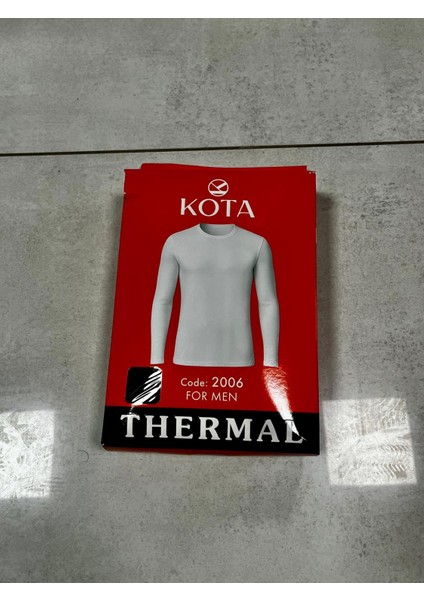 KOTA
Code: 2006
FOR MEN
THERMAL